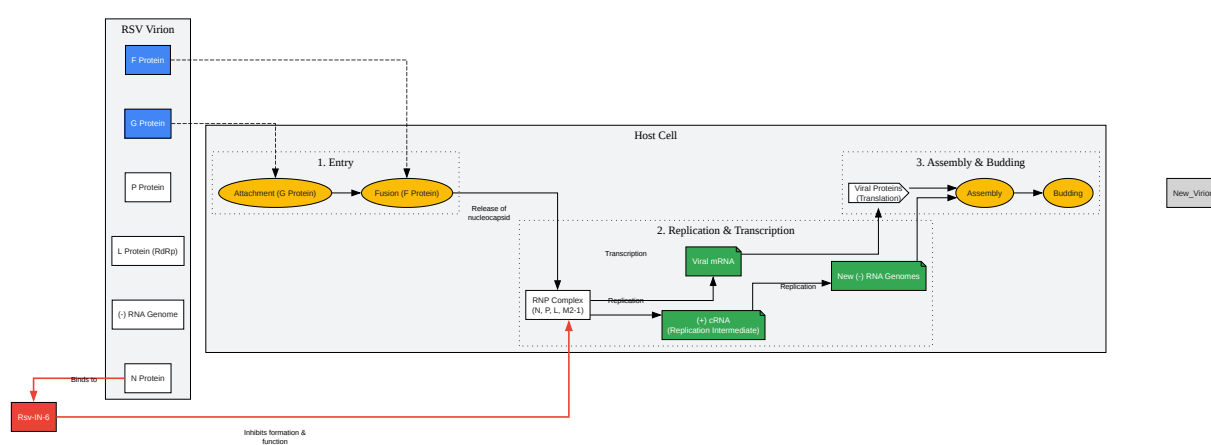 RSV Virion
F Protein
G Protein
P Protein
L Protein (RdRp)
(-) RNA Genome
N Protein
Binds to
Rsv-IN-6
Inhibits formation &
function
Host Cell
1. Entry
Attachment (G Protein)
Fusion (F Protein)
Release of
nucleocapsid
2. Replication & Transcription
Transcription
Viral mRNA
RNP Complex
(N, P, L, M2-1)
Replication
(+) cRNA
(Replication Intermediate)
Replication
New (-) RNA Genomes
3. Assembly & Budding
Viral Proteins
(Translation)
Assembly
Budding
New_Virion